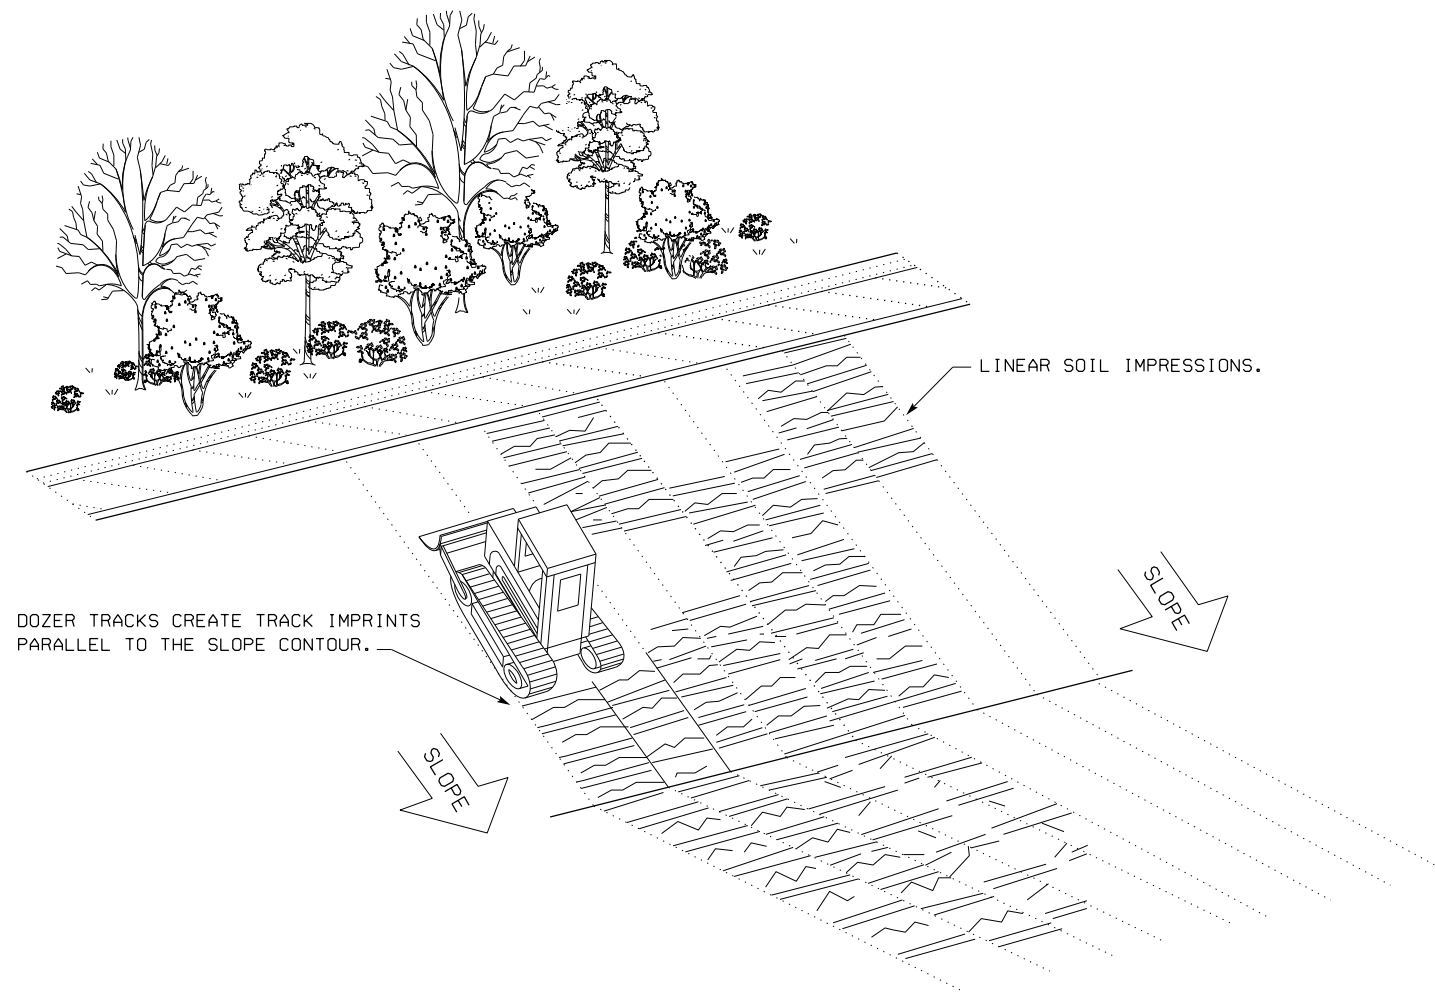 LINEAR SOIL IMPRESSIONS.
SLOPE
DOZER TRACKS CREATE TRACK IMPRINTS
PARALLEL TO THE SLOPE CONTOUR.
SLOPE